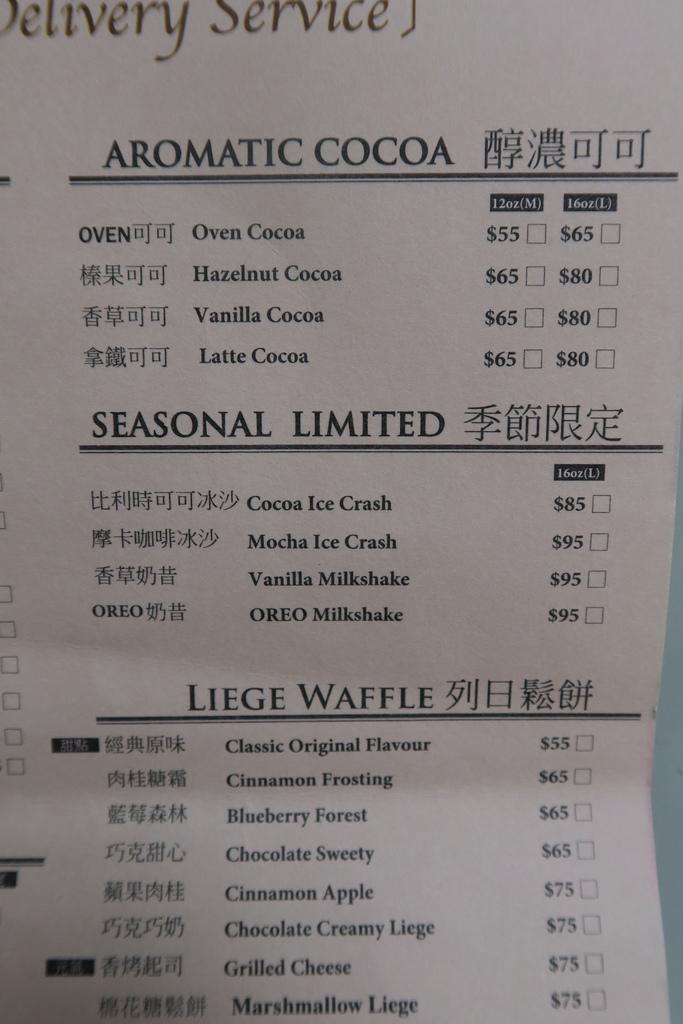 Delivery Service」
AROMATIC COCOA 醇濃可可
12oz(M) 16oz(L)
OVEN可可 Oven Cocoa $55 $65
榛果可可 Hazelnut Cocoa $65 $80
香草可可 Vanilla Cocoa $65 $80
拿鐵可可 Latte Cocoa $65 $80
SEASONAL LIMITED 季節限定
16oz(L)
比利時可可冰沙 Cocoa Ice Crash $85
摩卡咖啡冰沙 Mocha Ice Crash $95
香草奶昔 Vanilla Milkshake $95
OREO奶昔 OREO Milkshake $95
LIEGE WAFFLE 列日鬆餅
甜點 經典原味 Classic Original Flavour $55
肉桂糖霜 Cinnamon Frosting $65
藍莓森林 Blueberry Forest $65
巧克甜心 Chocolate Sweety $65
蘋果肉桂 Cinnamon Apple $75
巧克巧奶 Chocolate Creamy Liege $75
香烤起司 Grilled Cheese $75
棉花糖鬆餅 Marshmallow Liege $75